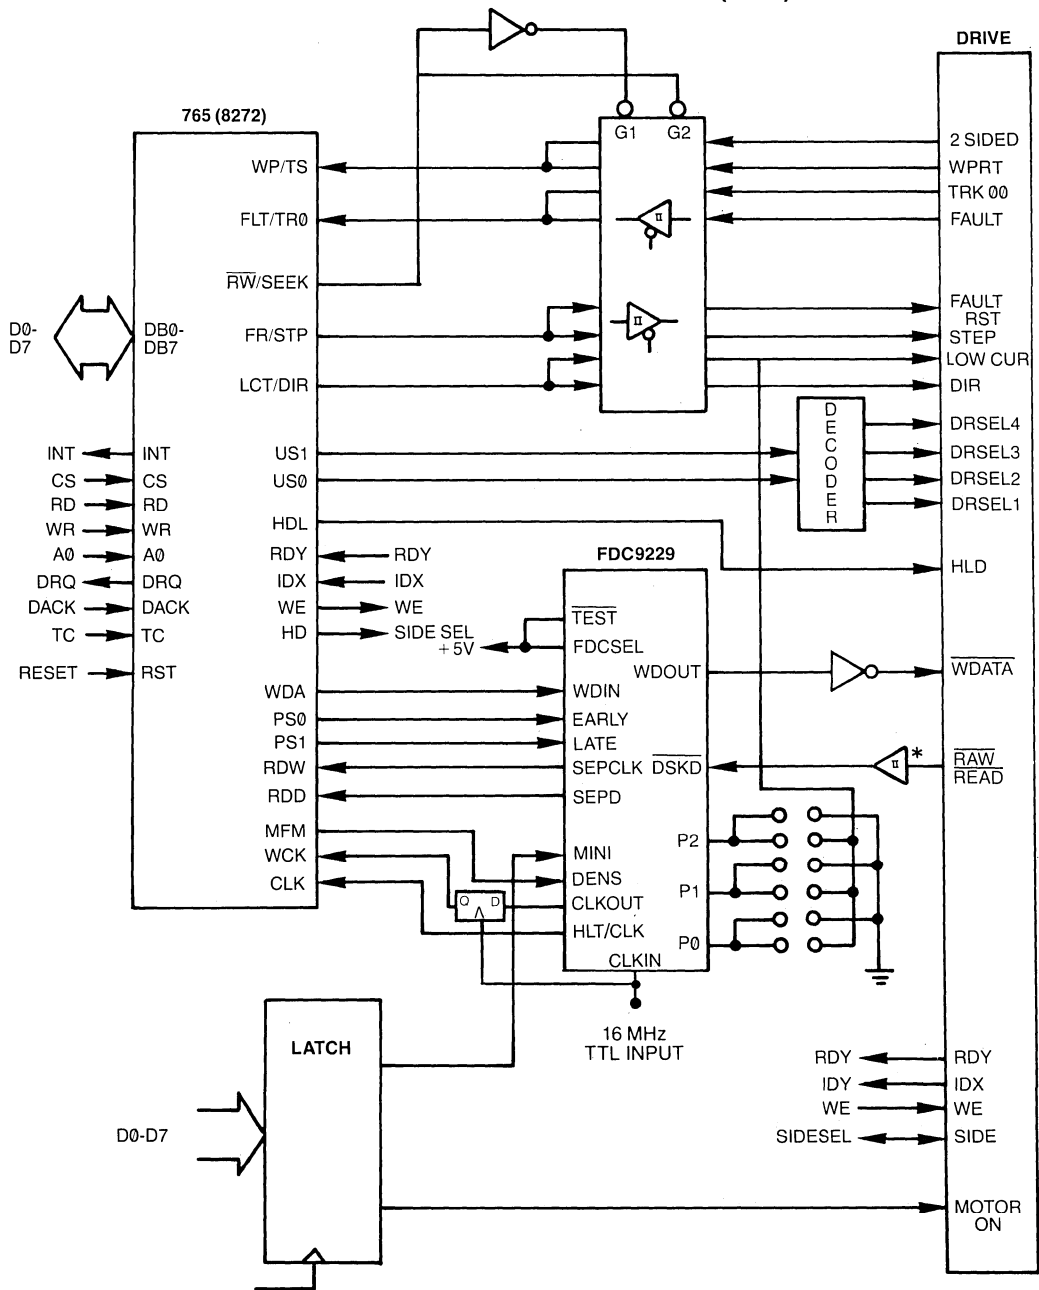 DRIVE
765 (8272)
G1 G2
2 SIDED
WP/TS
WPRT
TRK 00
FLT/TR0
FAULT
II
RW/SEEK
D0-
D7
DB0-
DB7
FAULT
RST
II
FR/STP
STEP
LOW CUR
LCT/DIR
DIR
DECODER
DRSEL4
INT INT US1
DRSEL3
CS CS US0
DRSEL2
RD RD
DRSEL1
WR WR HDL
A0 A0 RDY RDY
FDC9229
HLD
DRQ DRQ IDX IDX
DACK DACK WE WE
TEST
TC TC HD SIDE SEL
+5V
FDCSEL
RESET RST
WDOUT
WDATA
WDA WDIN
PS0 EARLY
PS1 LATE
*
RAW
READ
RDW SEPCLK DSKD II
RDD SEPD
MFM
P2
WCK MINI
CLK DENS
P1
Q D CLKOUT
HLT/CLK
P0
CLKIN
16 MHz
TTL INPUT
LATCH
RDY RDY
IDY IDX
WE WE
D0-D7
SIDESEL SIDE
MOTOR
ON